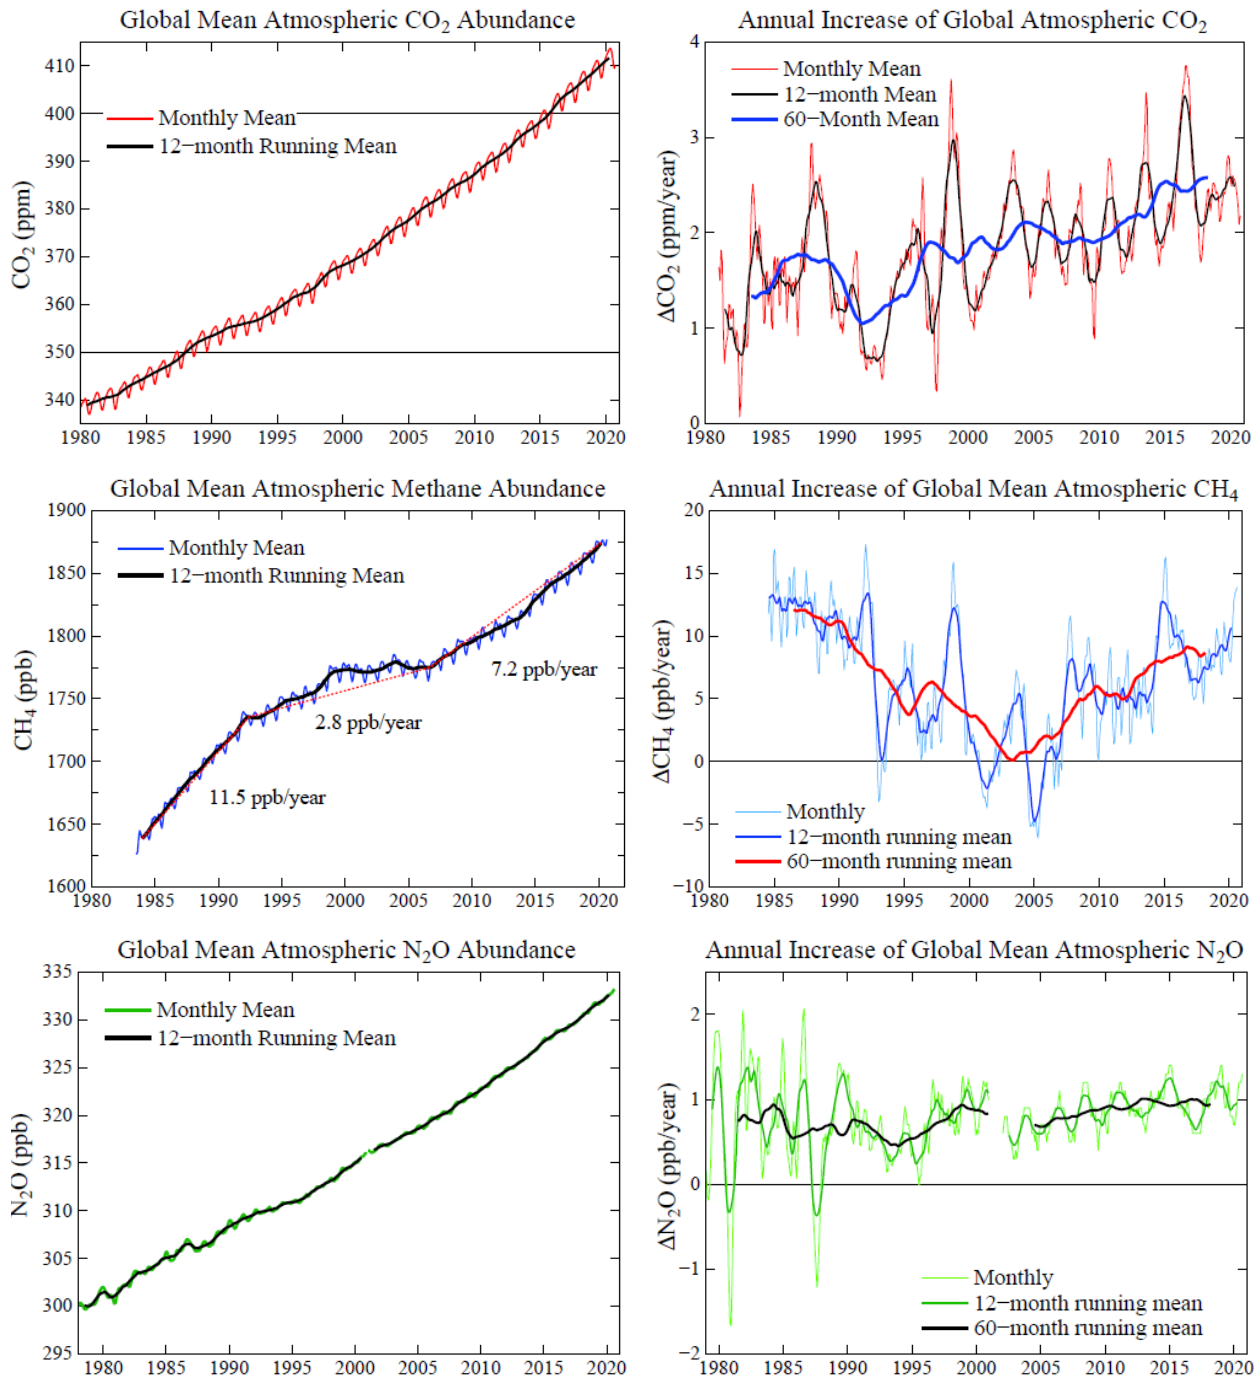 Global Mean Atmospheric CO₂ Abundance
410
400
390
380
370
360
350
340
CO₂ (ppm)
Monthly Mean
12−month Running Mean
1980 1985 1990 1995 2000 2005 2010 2015 2020
Annual Increase of Global Atmospheric CO₂
4
3
2
1
0
ΔCO₂ (ppm/year)
Monthly Mean
12−month Mean
60−Month Mean
1980 1985 1990 1995 2000 2005 2010 2015 2020
Global Mean Atmospheric Methane Abundance
1900
1850
1800
1750
1700
1650
1600
CH₄ (ppb)
Monthly Mean
12−month Running Mean
7.2 ppb/year
2.8 ppb/year
11.5 ppb/year
1980 1985 1990 1995 2000 2005 2010 2015 2020
Annual Increase of Global Mean Atmospheric CH₄
20
15
10
5
0
−5
−10
ΔCH₄ (ppb/year)
Monthly
12−month running mean
60−month running mean
1980 1985 1990 1995 2000 2005 2010 2015 2020
Global Mean Atmospheric N₂O Abundance
335
330
325
320
315
310
305
300
295
N₂O (ppb)
Monthly Mean
12−month Running Mean
1980 1985 1990 1995 2000 2005 2010 2015 2020
Annual Increase of Global Mean Atmospheric N₂O
2
1
0
−1
−2
ΔN₂O (ppb/year)
Monthly
12−month running mean
60−month running mean
1980 1985 1990 1995 2000 2005 2010 2015 2020